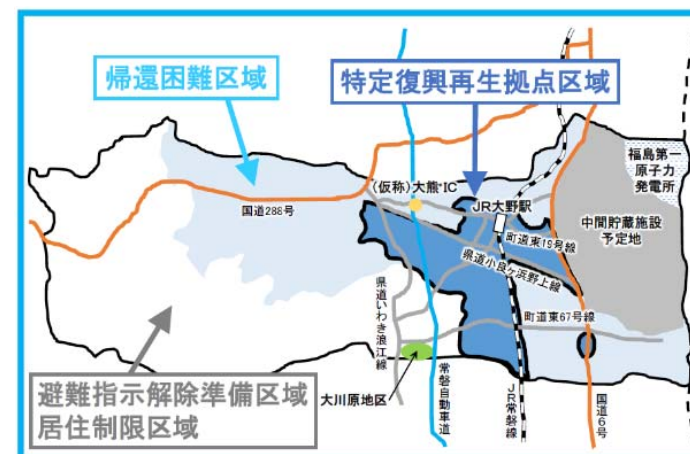 帰還困難区域
特定復興再生拠点区域
福島第一
原子力
発電所
(仮称)大熊IC
JR大野駅
国道288号
中間貯蔵施設
予定地
町道東19号線
県道小良ヶ浜野上線
県道いわき浪江線
町道東67号線
避難指示解除準備区域
居住制限区域
大川原地区
常磐自動車道
JR常磐線
国道6号